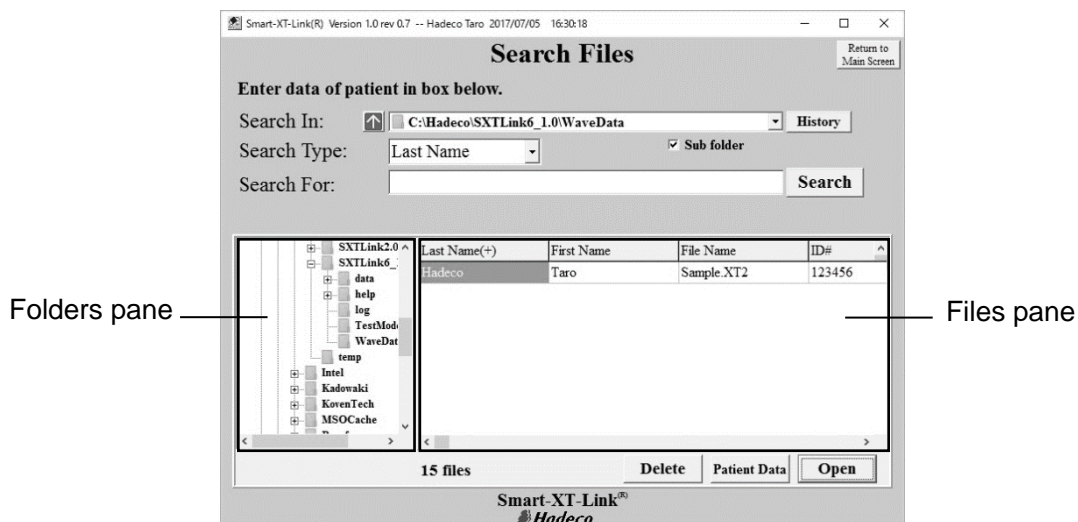 Smart-XT-Link(R) Version 1.0 rev 0.7 -- Hadeco Taro 2017/07/05 16:30:18
Search Files
Return to
Main Screen
Enter data of patient in box below.
Search In: C:\Hadeco\SXTLink6_1.0\WaveData History
Search Type: Last Name Sub folder
Search For: Search
Folders pane
SXTLink2.0
SXTLink6_
data
help
log
TestMod
WaveDat
temp
Intel
Kadowaki
KovenTech
MSOCache
Last Name(+) First Name File Name ID#
Hadeco Taro Sample.XT2 123456
Files pane
15 files Delete Patient Data Open
Smart-XT-Link(R)
Hadeco